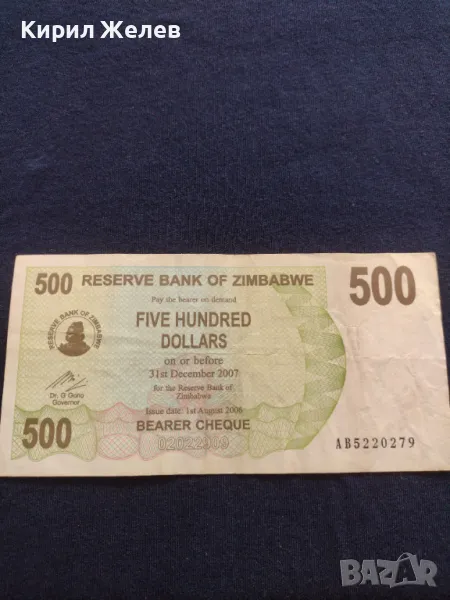 Кирил Желев
500 RESERVE BANK OF ZIMBABWE 500
Pay the bearer on demand
RESERVE BANK OF ZIMBABWE
FIVE HUNDRED
DOLLARS
on or before
31st December 2007
for the Reserve Bank of
Zimbabwe
Dr. G Gono
Governor
Issue date: 1st August 2006
500 BEARER CHEQUE
AB5220279
BAZAR